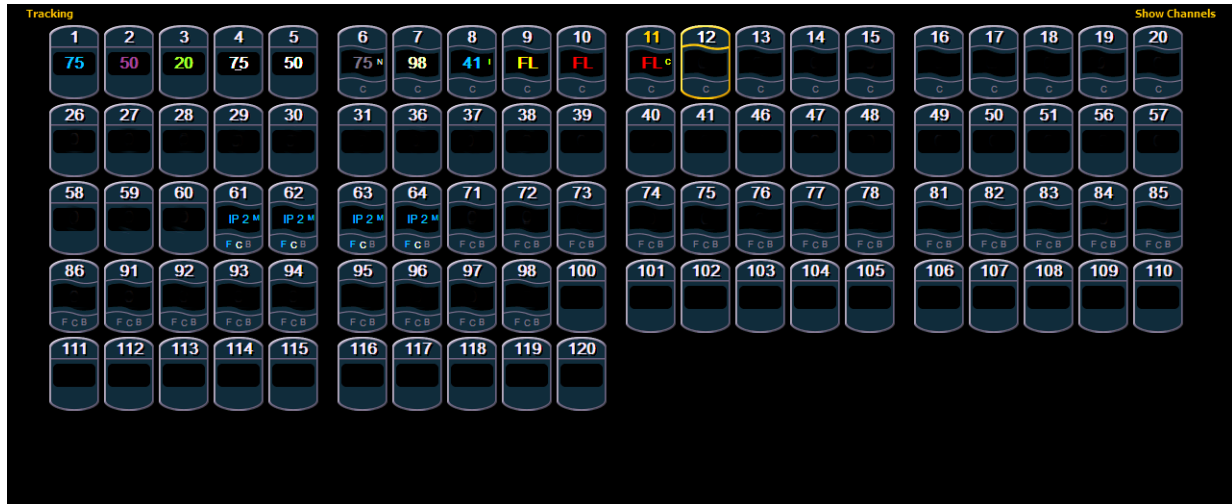 Tracking Show Channels
1 2 3 4 5 6 7 8 9 10 11 12 13 14 15 16 17 18 19 20
75 50 20 75 50 75 N 98 41 I FL FL FL C
C C C C C C C C C C C C C C C
26 27 28 29 30 31 36 37 38 39 40 41 46 47 48 49 50 51 56 57
58 59 60 61 62 63 64 71 72 73 74 75 76 77 78 81 82 83 84 85
IP 2 M IP 2 M IP 2 M IP 2 M
F C B F C B F C B F C B F C B F C B F C B F C B F C B F C B F C B F C B F C B F C B F C B F C B F C B
86 91 92 93 94 95 96 97 98 100 101 102 103 104 105 106 107 108 109 110
F C B F C B F C B F C B F C B F C B F C B F C B F C B
111 112 113 114 115 116 117 118 119 120